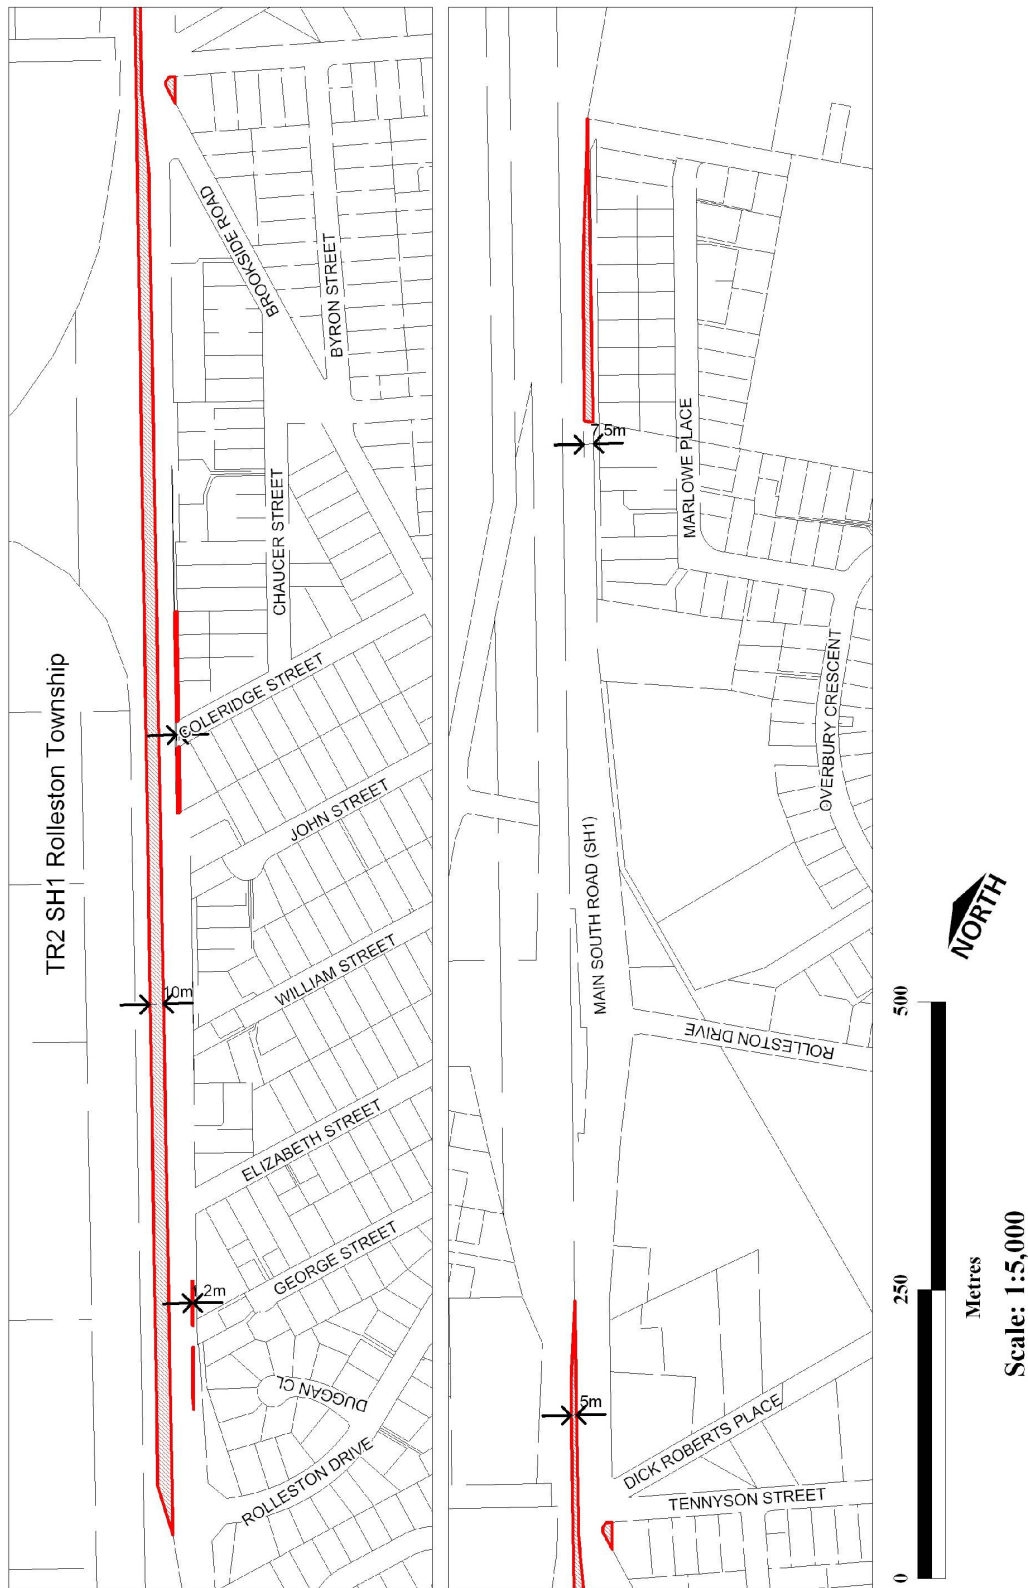 TR2 SH1 Rolleston Township
BROOKSIDE ROAD
BYRON STREET
CHAUCER STREET
COLERIDGE STREET
JOHN STREET
10m
WILLIAM STREET
ELIZABETH STREET
2m
GEORGE STREET
DUGGAN CL
ROLLESTON DRIVE
7.5m
MARLOWE PLACE
OVERBURY CRESCENT
MAIN SOUTH ROAD (SH1)
ROLLESTON DRIVE
5m
DICK ROBERTS PLACE
TENNYSON STREET
NORTH
0
250
500
Metres
Scale: 1:5,000